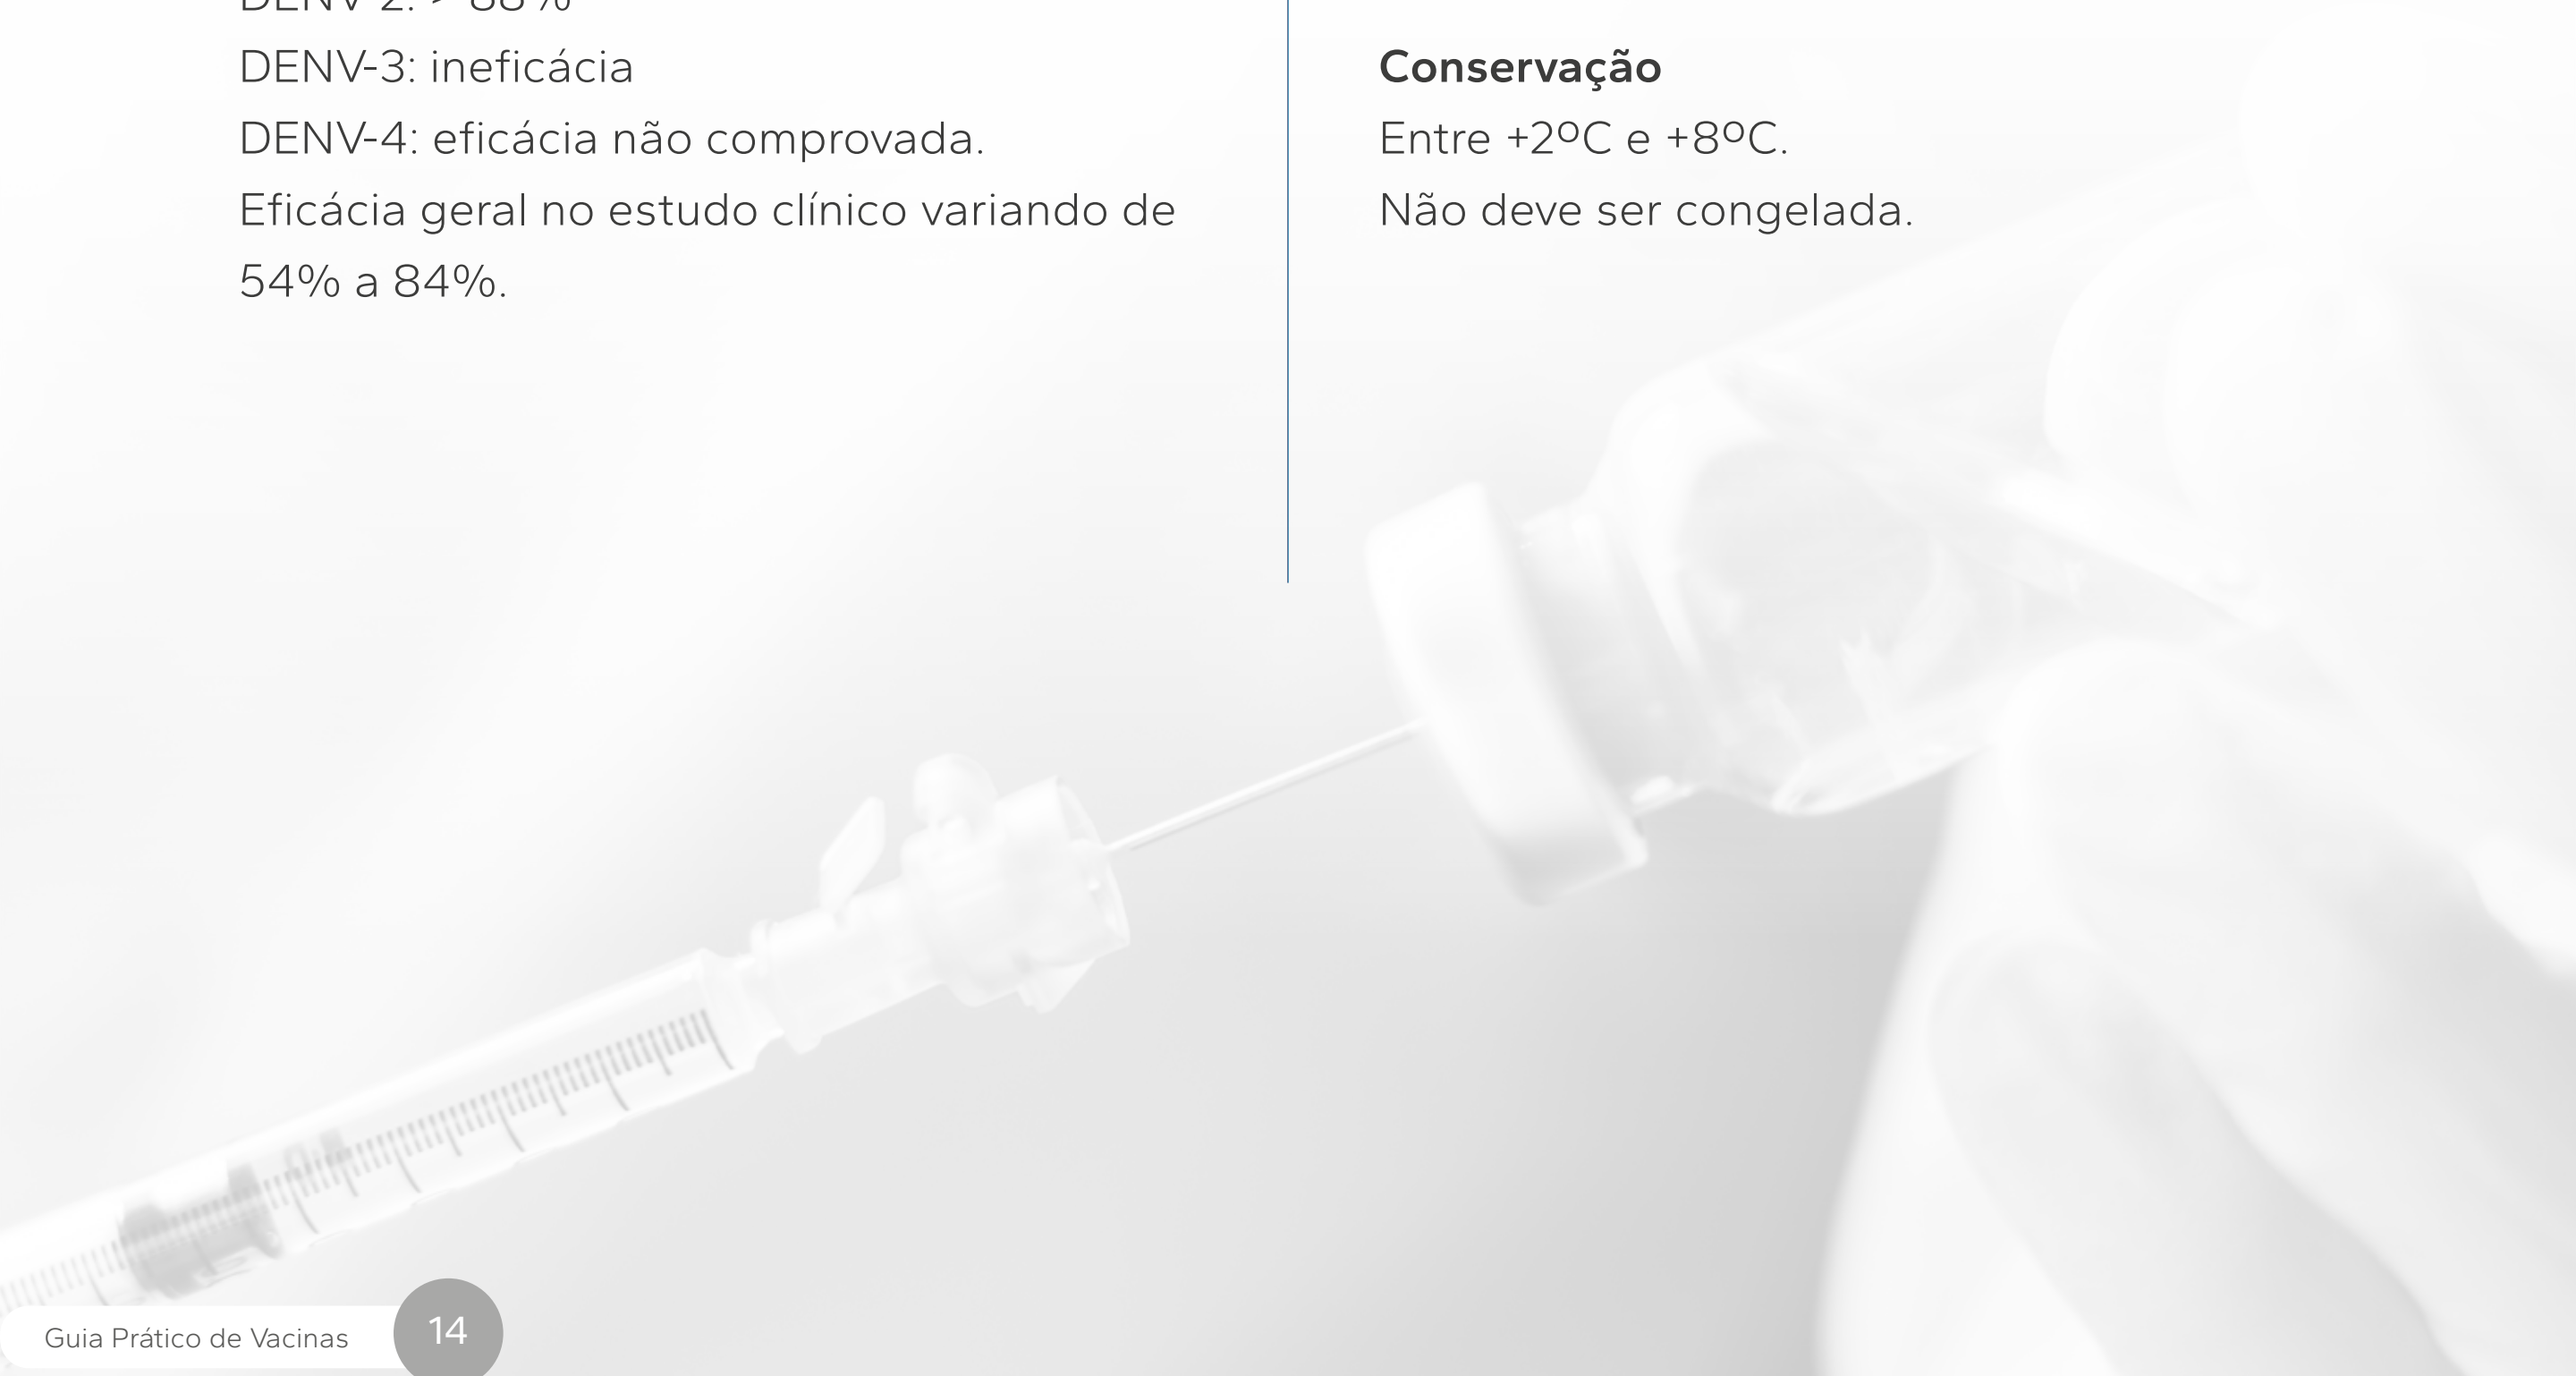 DENV-3: ineficácia
DENV-4: eficácia não comprovada.
Eficácia geral no estudo clínico variando de
54% a 84%.
Conservação
Entre +2ºC e +8ºC.
Não deve ser congelada.
Guia Prático de Vacinas
14